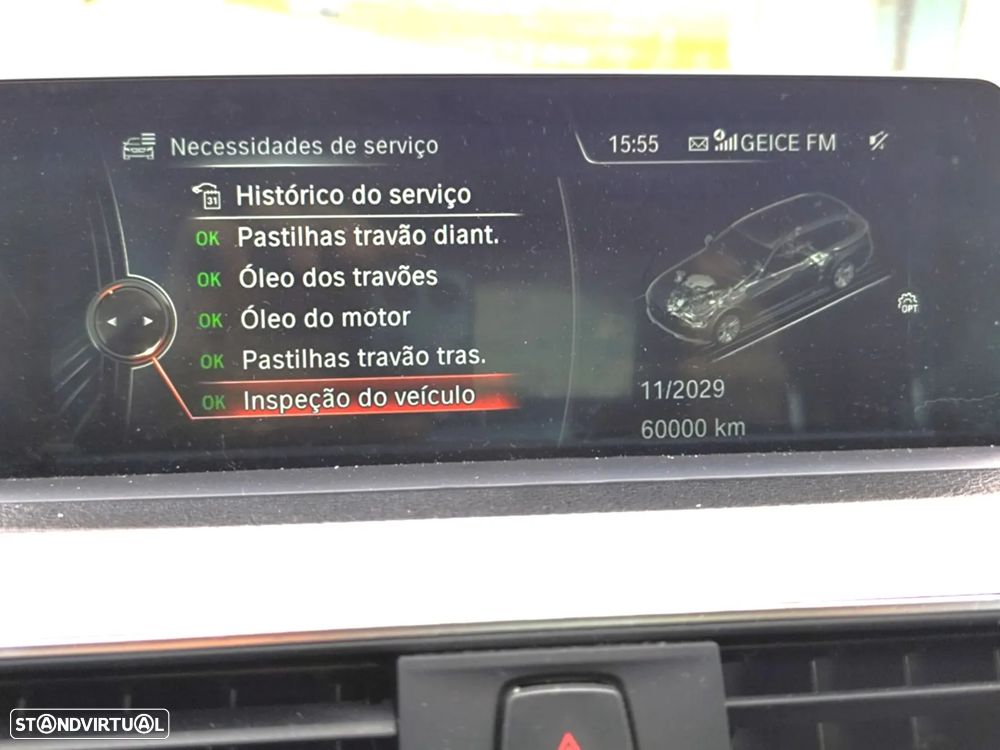 Necessidades de serviço
15:55 GEICE FM
31 Histórico do serviço
OK Pastilhas travão diant.
OK Óleo dos travões
OK Óleo do motor
OK Pastilhas travão tras.
OK Inspeção do veículo
OPT
11/2029
60000 km
STANDVIRTUAL